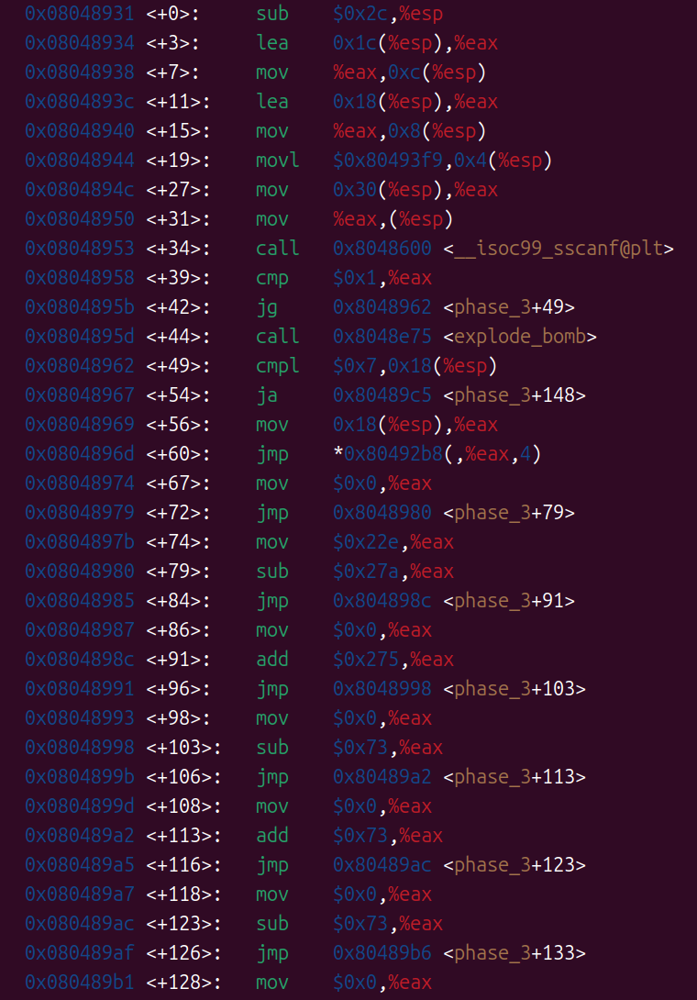 0x08048931 <+0>: sub $0x2c,%esp
0x08048934 <+3>: lea 0x1c(%esp),%eax
0x08048938 <+7>: mov %eax,0xc(%esp)
0x0804893c <+11>: lea 0x18(%esp),%eax
0x08048940 <+15>: mov %eax,0x8(%esp)
0x08048944 <+19>: movl $0x80493f9,0x4(%esp)
0x0804894c <+27>: mov 0x30(%esp),%eax
0x08048950 <+31>: mov %eax,(%esp)
0x08048953 <+34>: call 0x8048600 <__isoc99_sscanf@plt>
0x08048958 <+39>: cmp $0x1,%eax
0x0804895b <+42>: jg 0x8048962 <phase_3+49>
0x0804895d <+44>: call 0x8048e75 <explode_bomb>
0x08048962 <+49>: cmpl $0x7,0x18(%esp)
0x08048967 <+54>: ja 0x80489c5 <phase_3+148>
0x08048969 <+56>: mov 0x18(%esp),%eax
0x0804896d <+60>: jmp *0x80492b8(,%eax,4)
0x08048974 <+67>: mov $0x0,%eax
0x08048979 <+72>: jmp 0x8048980 <phase_3+79>
0x0804897b <+74>: mov $0x22e,%eax
0x08048980 <+79>: sub $0x27a,%eax
0x08048985 <+84>: jmp 0x804898c <phase_3+91>
0x08048987 <+86>: mov $0x0,%eax
0x0804898c <+91>: add $0x275,%eax
0x08048991 <+96>: jmp 0x8048998 <phase_3+103>
0x08048993 <+98>: mov $0x0,%eax
0x08048998 <+103>: sub $0x73,%eax
0x0804899b <+106>: jmp 0x80489a2 <phase_3+113>
0x0804899d <+108>: mov $0x0,%eax
0x080489a2 <+113>: add $0x73,%eax
0x080489a5 <+116>: jmp 0x80489ac <phase_3+123>
0x080489a7 <+118>: mov $0x0,%eax
0x080489ac <+123>: sub $0x73,%eax
0x080489af <+126>: jmp 0x80489b6 <phase_3+133>
0x080489b1 <+128>: mov $0x0,%eax